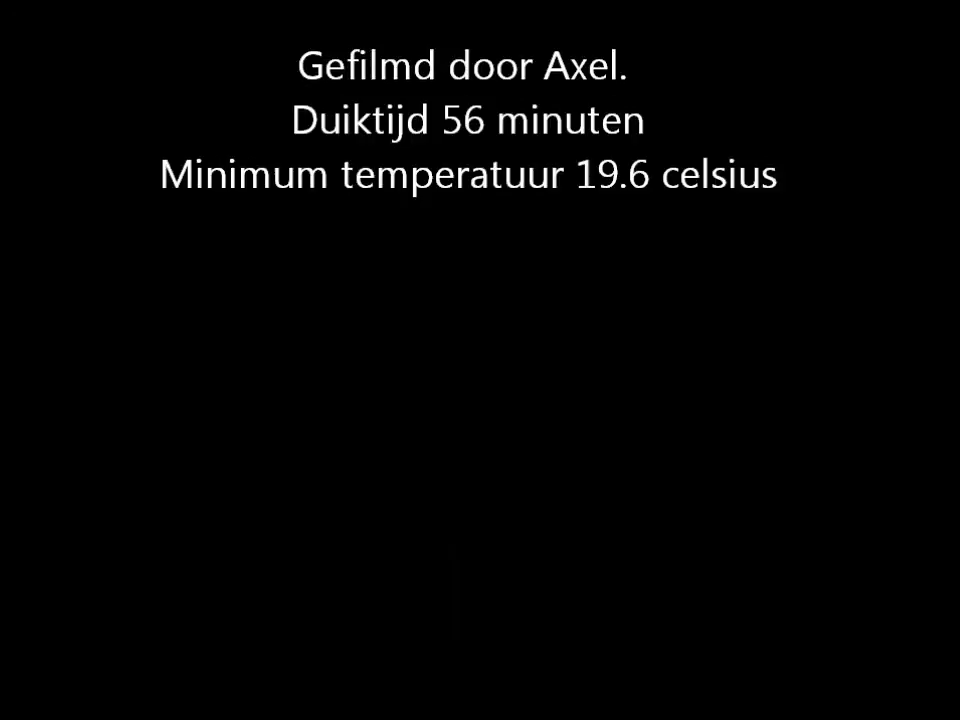 Gefilmd door Axel.
Duiktijd 56 minuten
Minimum temperatuur 19.6 celsius